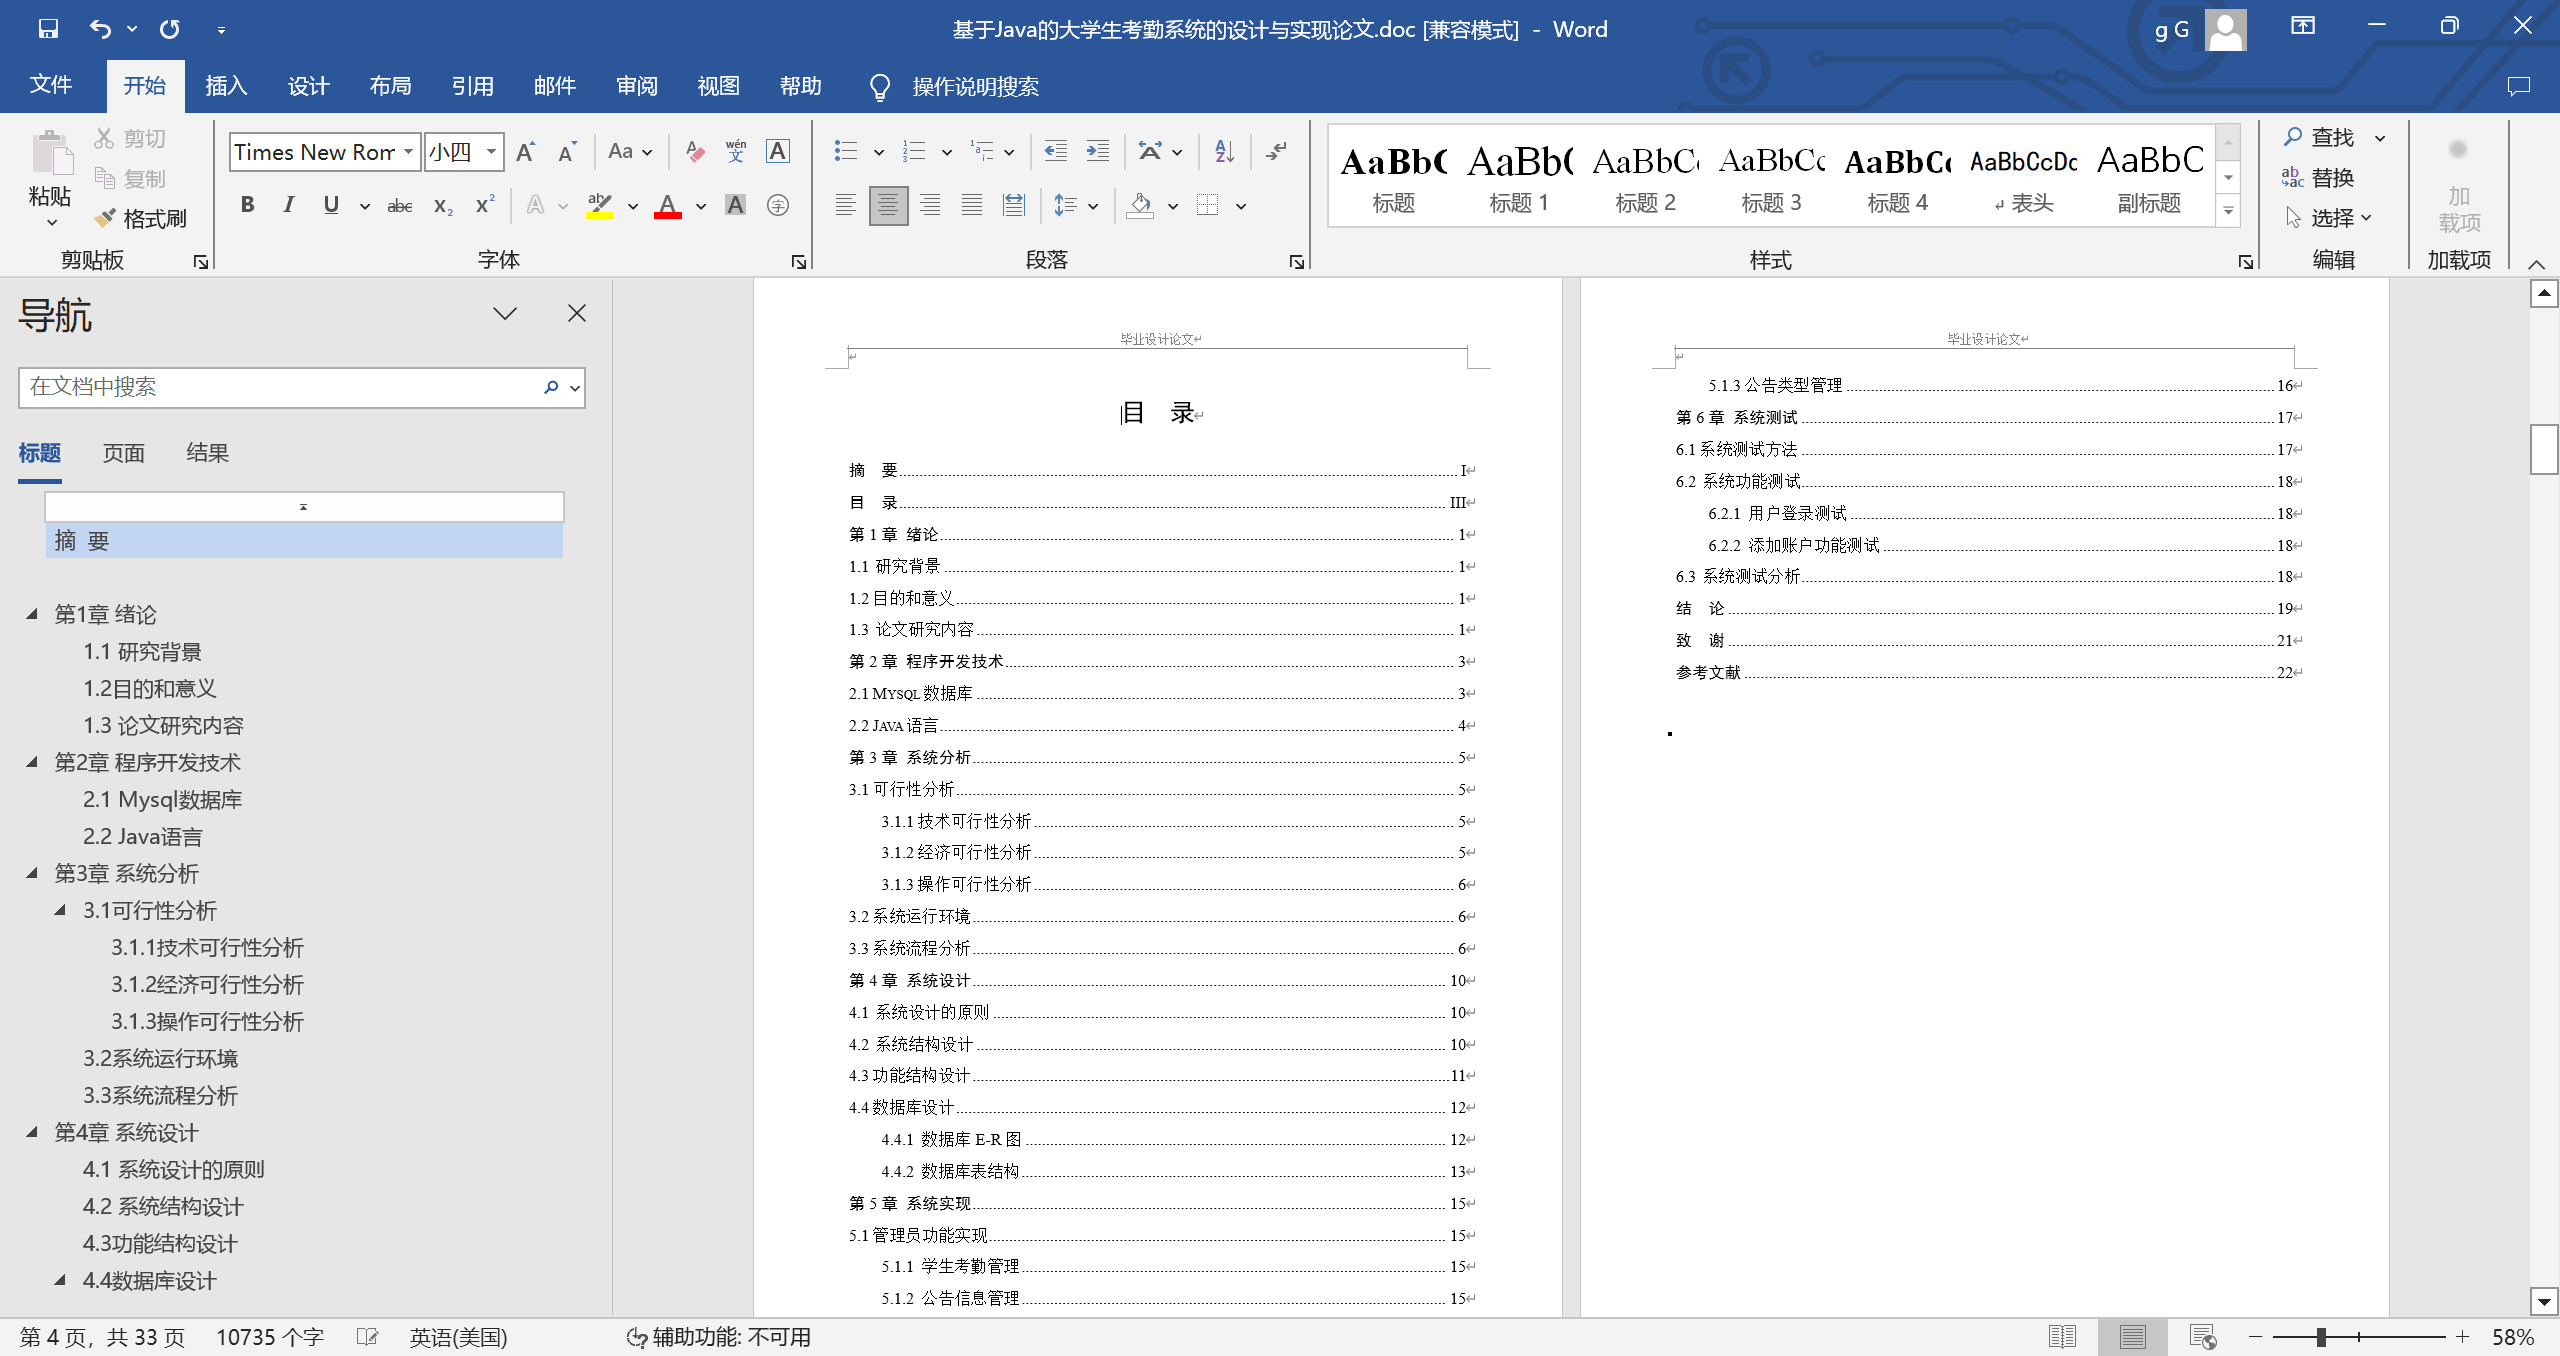 基于Java的大学生考勤系统的设计与实现论文.doc [兼容模式] - Word
g G
文件 开始 插入 设计 布局 引用 邮件 审阅 视图 帮助 操作说明搜索
粘贴
剪切
复制
格式刷
剪贴板
Times New Ror 小四
字体
段落
AaBbC 标题
AaBb( 标题 1
AaBbC 标题 2
AaBbCc 标题 3
AaBbC 标题 4
AaBbCcDc 表头
AaBbC 副标题
样式
查找
替换
选择
编辑
加载项
加载项
导航
在文档中搜索
标题 页面 结果
摘 要
第1章 绪论
1.1 研究背景
1.2目的和意义
1.3 论文研究内容
第2章 程序开发技术
2.1 Mysql数据库
2.2 Java语言
第3章 系统分析
3.1可行性分析
3.1.1技术可行性分析
3.1.2经济可行性分析
3.1.3操作可行性分析
3.2系统运行环境
3.3系统流程分析
第4章 系统设计
4.1 系统设计的原则
4.2 系统结构设计
4.3功能结构设计
4.4数据库设计
毕业设计论文
目 录
摘 要 I
目 录 III
第 1 章 绪论 1
1.1 研究背景 1
1.2 目的和意义 1
1.3 论文研究内容 1
第 2 章 程序开发技术 3
2.1 MYSQL 数据库 3
2.2 JAVA 语言 4
第 3 章 系统分析 5
3.1 可行性分析 5
3.1.1 技术可行性分析 5
3.1.2 经济可行性分析 5
3.1.3 操作可行性分析 6
3.2 系统运行环境 6
3.3 系统流程分析 6
第 4 章 系统设计 10
4.1 系统设计的原则 10
4.2 系统结构设计 10
4.3 功能结构设计 11
4.4 数据库设计 12
4.4.1 数据库 E-R 图 12
4.4.2 数据库表结构 13
第 5 章 系统实现 15
5.1 管理员功能实现 15
5.1.1 学生考勤管理 15
5.1.2 公告信息管理 15
毕业设计论文
5.1.3 公告类型管理 16
第 6 章 系统测试 17
6.1 系统测试方法 17
6.2 系统功能测试 18
6.2.1 用户登录测试 18
6.2.2 添加账户功能测试 18
6.3 系统测试分析 18
结 论 19
致 谢 21
参考文献 22
第 4 页, 共 33 页 10735 个字 英语(美国) 辅助功能: 不可用 58%